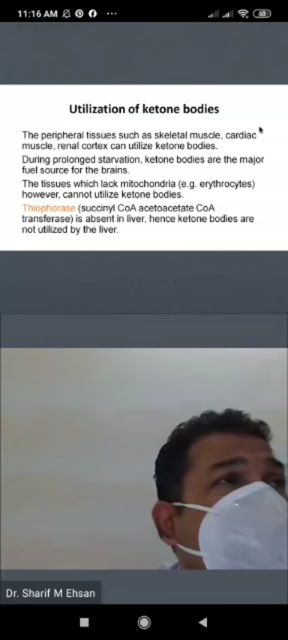 11:16 AM
60
Utilization of ketone bodies
The peripheral tissues such as skeletal muscle, cardiac
muscle, renal cortex can utilize ketone bodies.
During prolonged starvation, ketone bodies are the major
fuel source for the brains.
The tissues which lack mitochondria (e.g. erythrocytes)
however, cannot utilize ketone bodies.
Thiophorase (succinyl CoA acetoacetate CoA
transferase) is absent in liver, hence ketone bodies are
not utilized by the liver.
Dr. Sharif M Ehsan